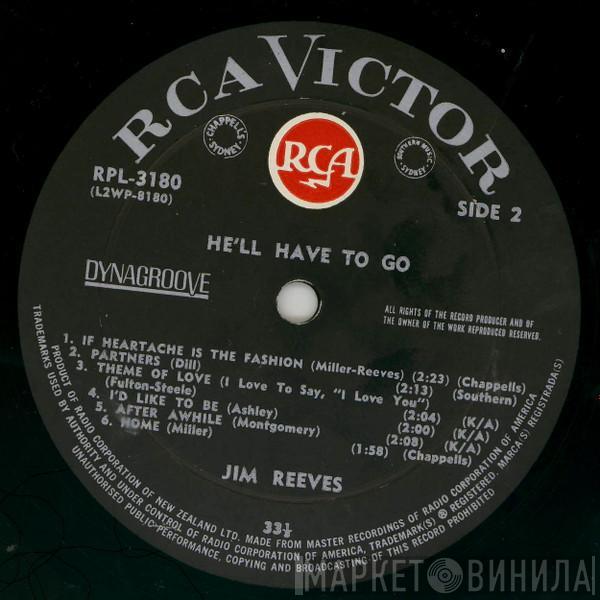 RCA VICTOR
CHAPPELLS SYDNEY
RCA
SOUTHERN MUSIC SYDNEY
RPL-3180
(L2WP-8180)
SIDE 2
HE'LL HAVE TO GO
DYNAGROOVE
ALL RIGHTS OF THE RECORD PRODUCER AND OF
THE OWNER OF THE WORK REPRODUCED RESERVED.
1. IF HEARTACHE IS THE FASHION (Miller-Reeves) (2:23) (Chappells)
2. PARTNERS (Dill) (2:13) (Southern)
3. THEME OF LOVE (I Love To Say, "I Love You")
(Fulton-Steele) (2:04) (K/A)
4. I'D LIKE TO BE (Ashley) (2:00) (K/A)
5. AFTER AWHILE (Montgomery) (2:08) (K/A)
6. HOME (Miller) (1:58) (Chappells)
JIM REEVES
33⅓
TRADEMARKS USED BY AUTHORITY AND UNDER CONTROL OF RADIO CORPORATION OF AMERICA, TRADEMARK(S) ® REGISTERED. MARCA(S) REGISTRADA(S)
PRODUCT OF RADIO CORPORATION OF NEW ZEALAND LTD. MADE FROM MASTER RECORDINGS OF RADIO CORPORATION OF AMERICA
UNAUTHORISED PUBLIC PERFORMANCE, COPYING AND BROADCASTING OF THIS RECORD PROHIBITED
МАРКЕТ ВИНИЛА